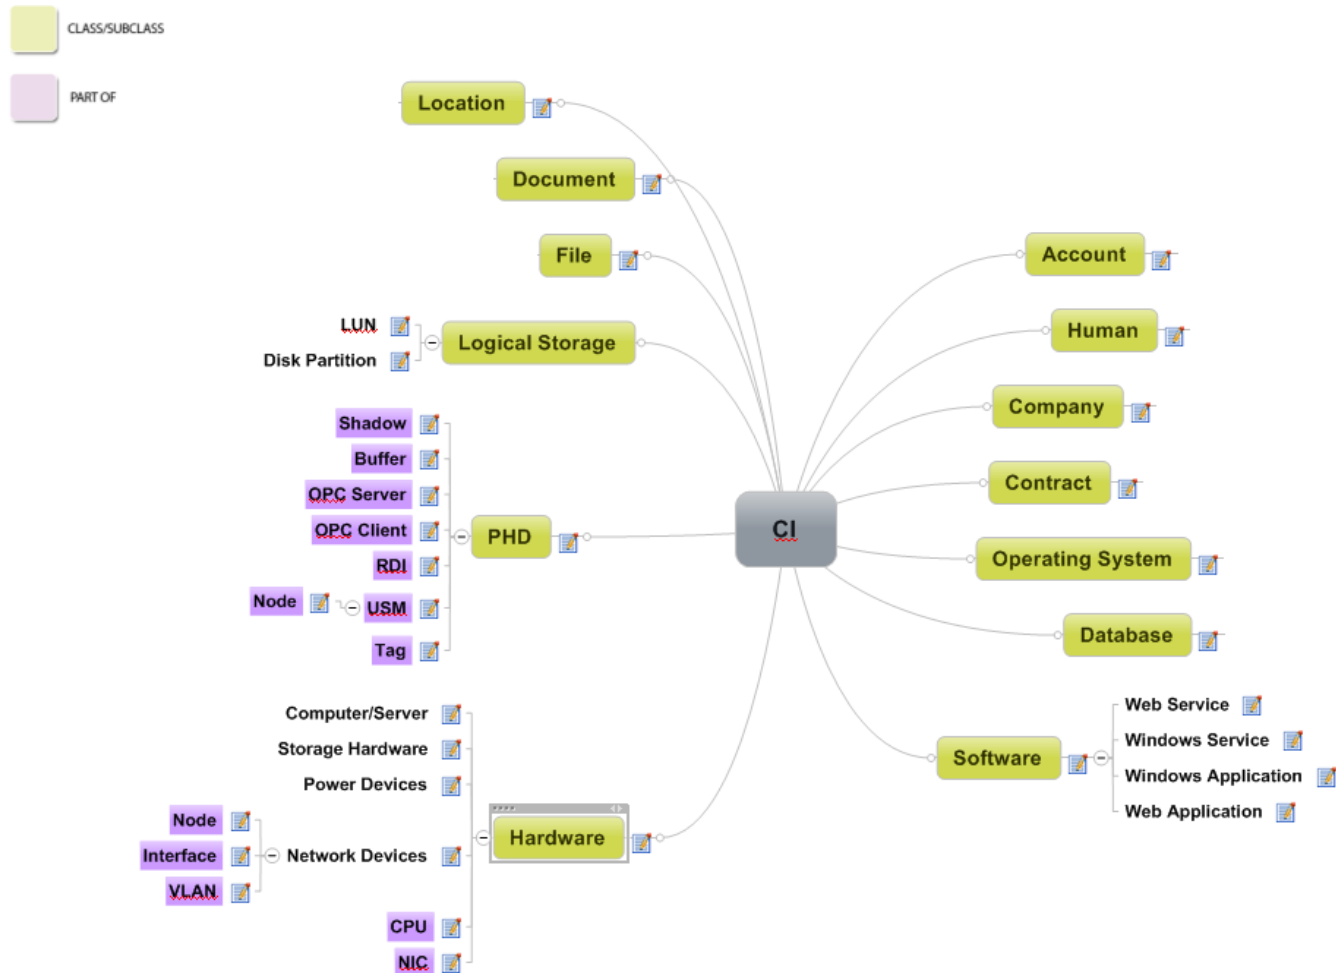 CLASS/SUBCLASS
PART OF
Location
Document
File
LUN
Disk Partition
Logical Storage
Shadow
Buffer
OPC Server
OPC Client
RDI
Node
USM
Tag
PHD
Computer/Server
Storage Hardware
Power Devices
Node
Interface
VLAN
Network Devices
CPU
NIC
Hardware
CI
Account
Human
Company
Contract
Operating System
Database
Software
Web Service
Windows Service
Windows Application
Web Application